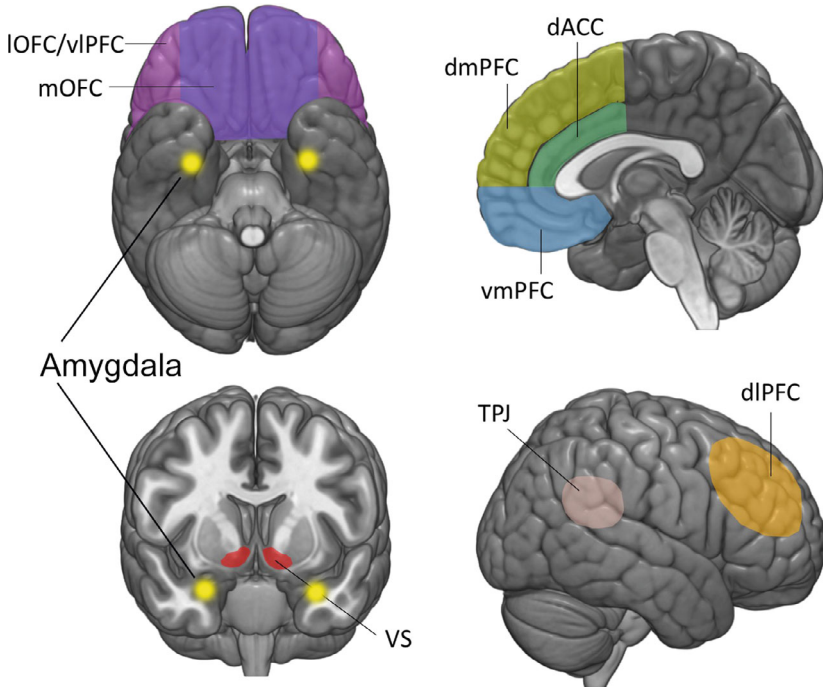 lOFC/vlPFC
mOFC
dACC
dmPFC
vmPFC
Amygdala
TPJ
dlPFC
VS